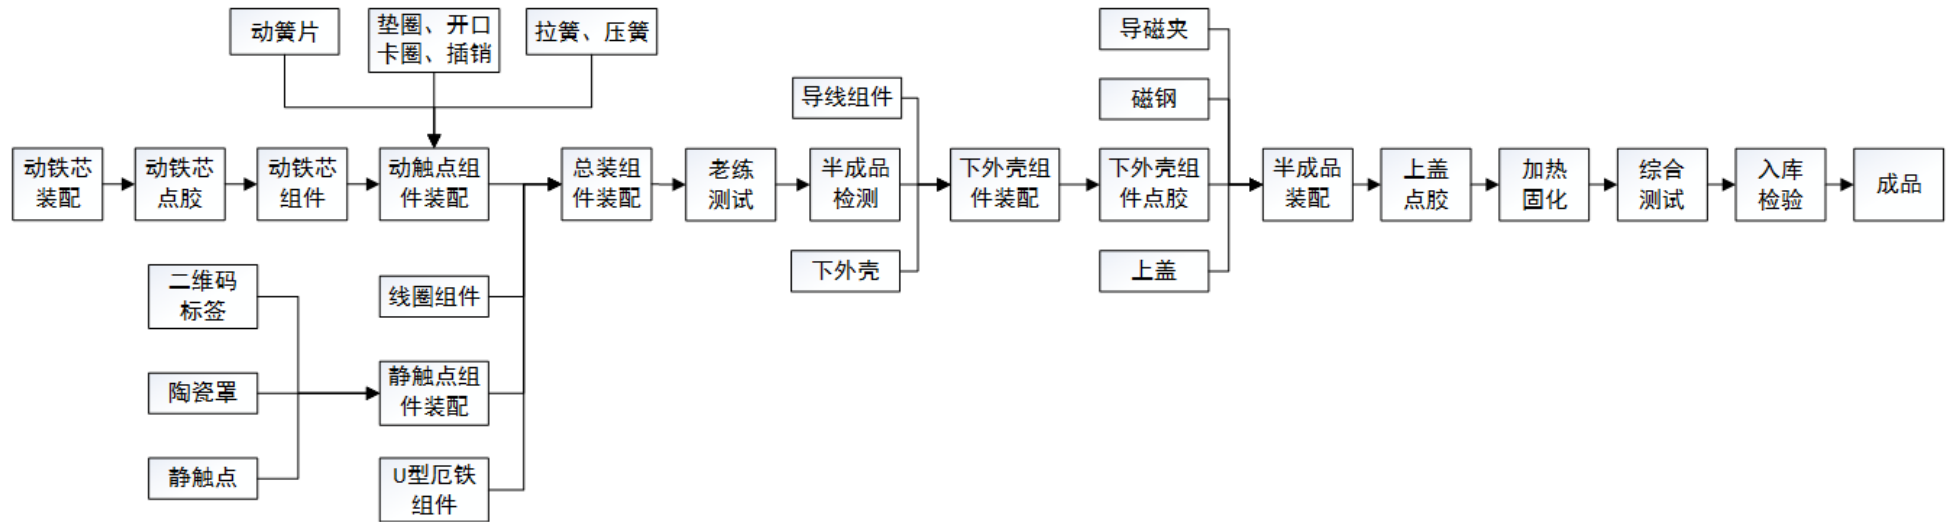 动簧片
垫圈、开口
卡圈、插销
拉簧、压簧
导磁夹
导线组件
磁钢
动铁芯
装配
动铁芯
点胶
动铁芯
组件
动触点组
件装配
总装组
件装配
老练
测试
半成品
检测
下外壳组
件装配
下外壳组
件点胶
半成品
装配
上盖
点胶
加热
固化
综合
测试
入库
检验
成品
二维码
标签
线圈组件
下外壳
上盖
陶瓷罩
静触点组
件装配
静触点
U型厄铁
组件